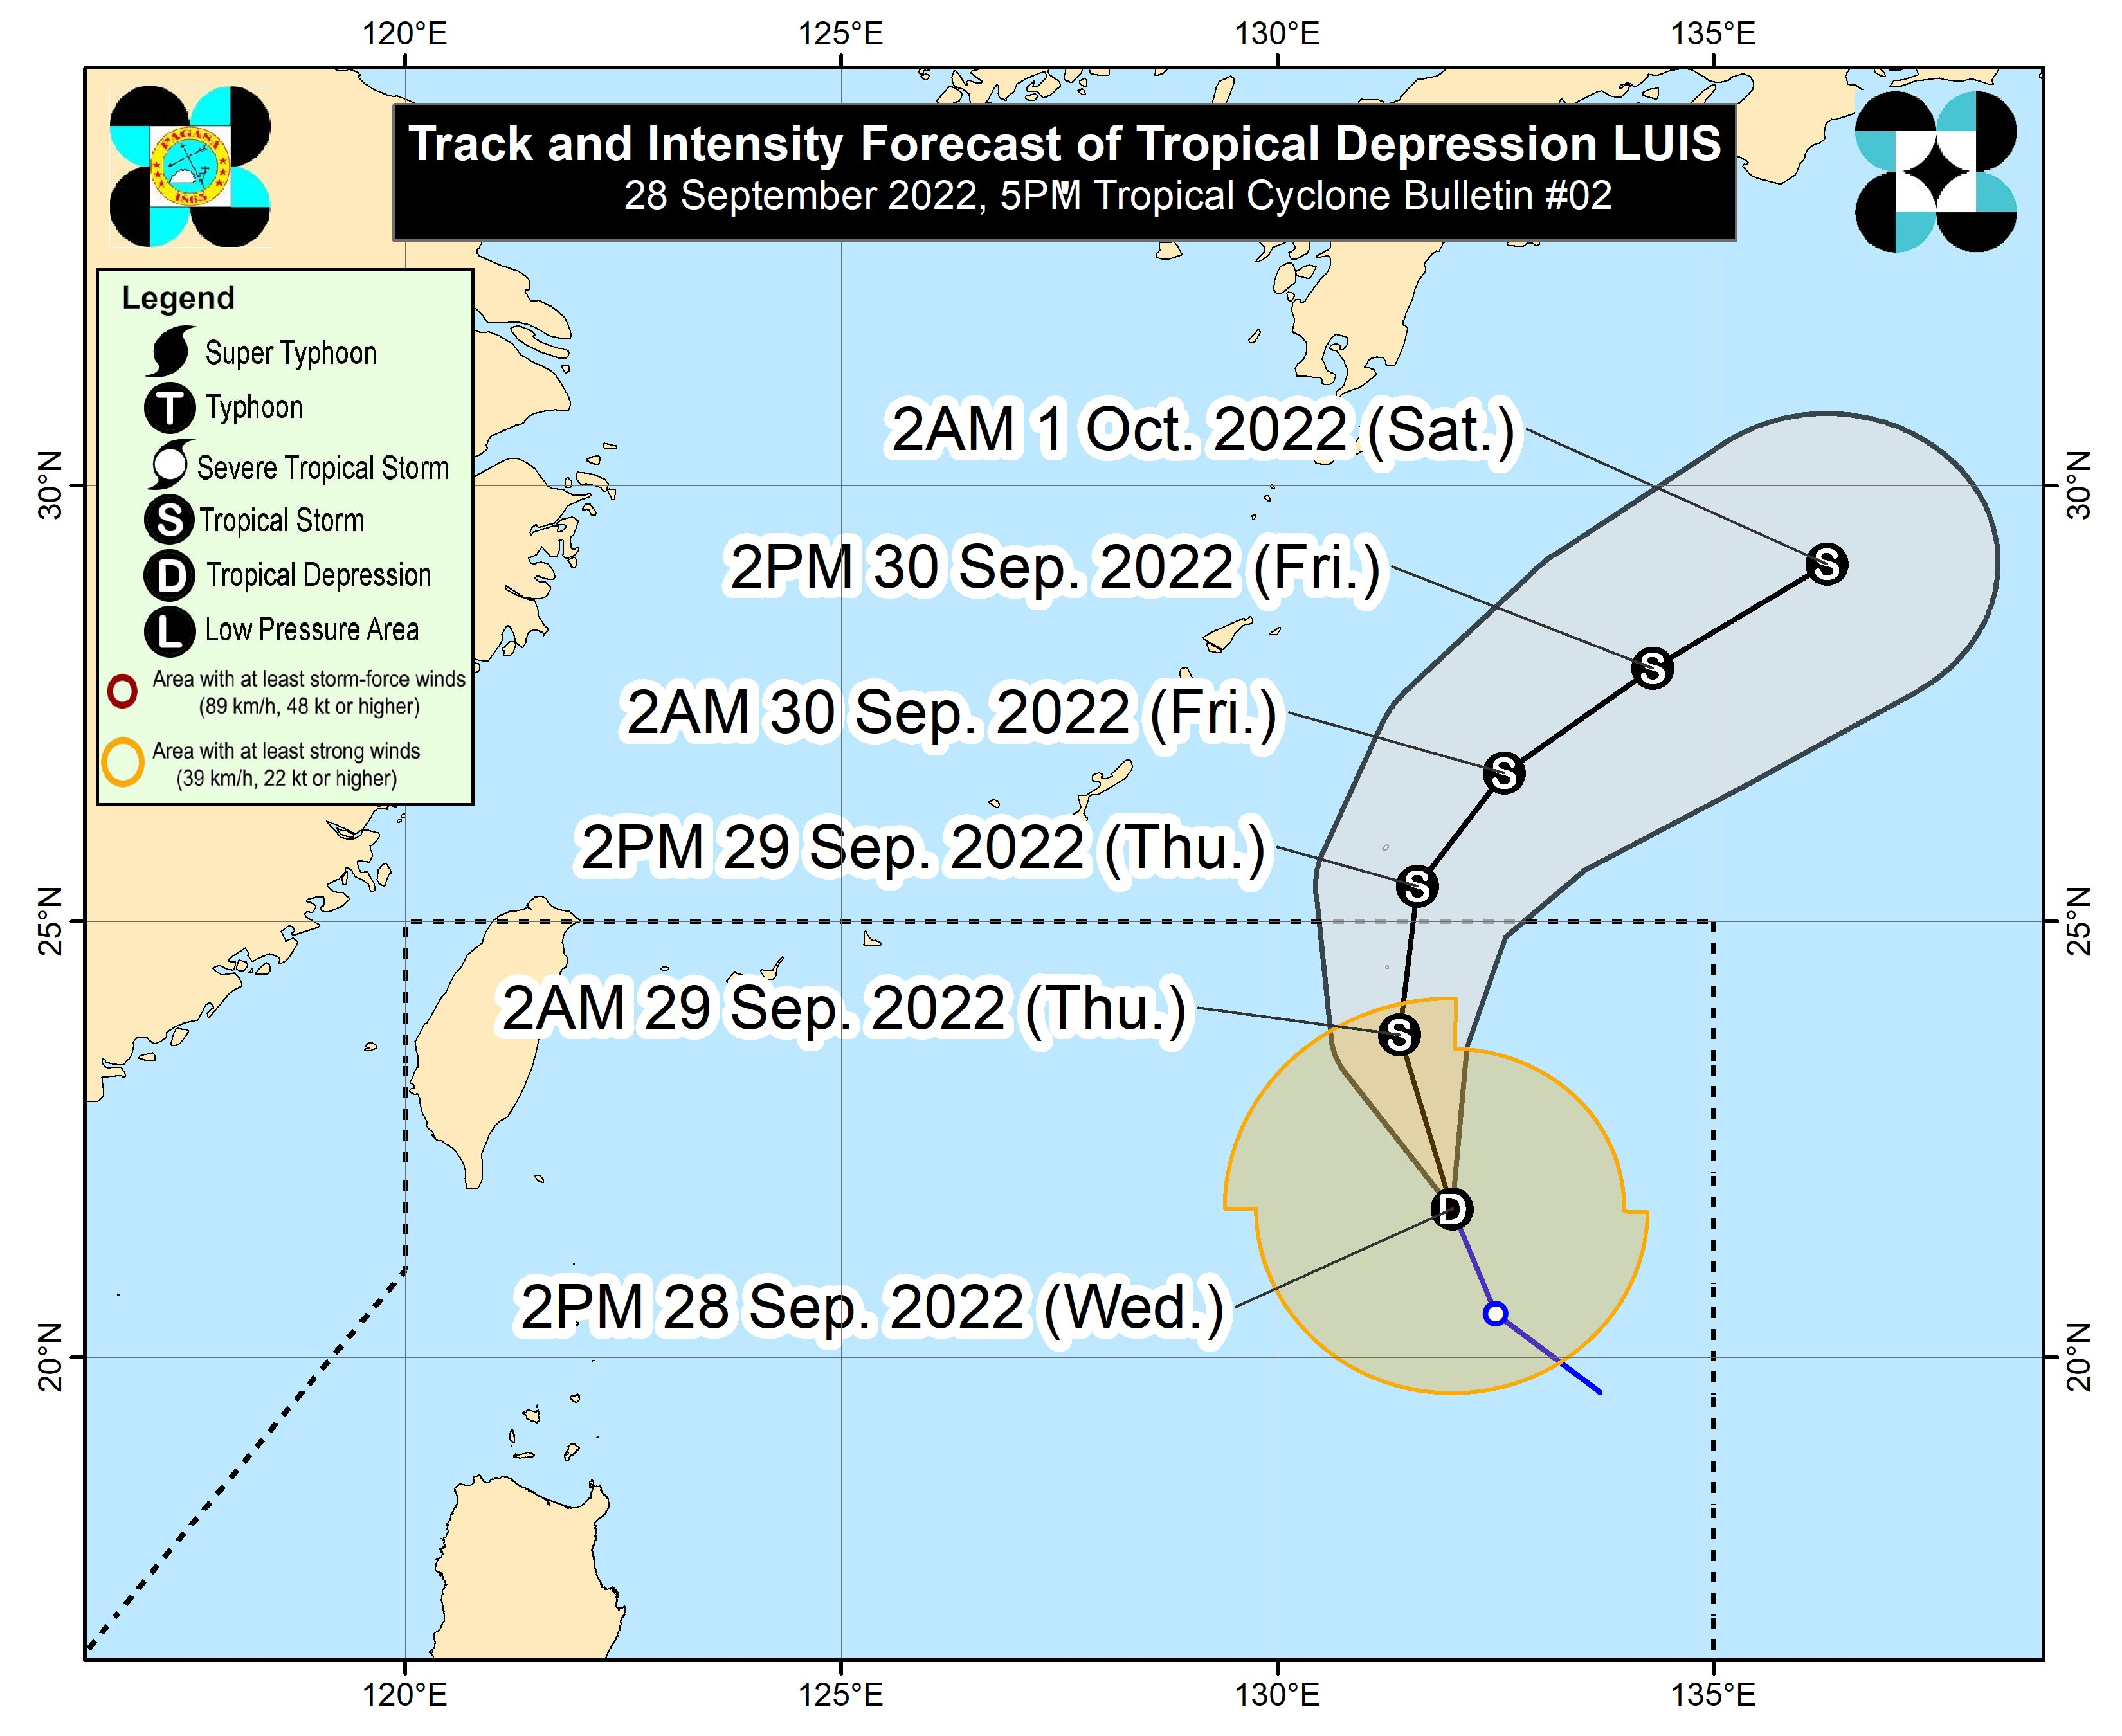 120°E
125°E
130°E
135°E
PAGASA
1865
Track and Intensity Forecast of Tropical Depression LUIS
28 September 2022, 5PM Tropical Cyclone Bulletin #02
Legend
Super Typhoon
T Typhoon
Severe Tropical Storm
S Tropical Storm
D Tropical Depression
L Low Pressure Area
Area with at least storm-force winds
(89 km/h, 48 kt or higher)
Area with at least strong winds
(39 km/h, 22 kt or higher)
2AM 1 Oct. 2022 (Sat.)
30°N
30°N
2PM 30 Sep. 2022 (Fri.)
S
S
2AM 30 Sep. 2022 (Fri.)
S
2PM 29 Sep. 2022 (Thu.)
S
25°N
25°N
2AM 29 Sep. 2022 (Thu.)
S
D
2PM 28 Sep. 2022 (Wed.)
20°N
20°N
120°E
125°E
130°E
135°E